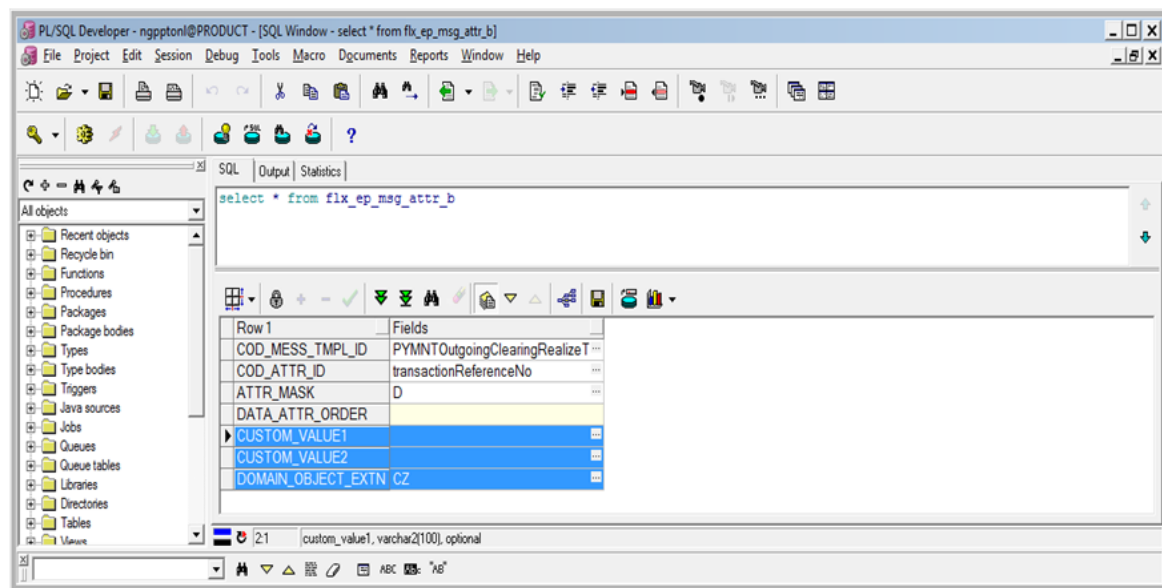 PL/SQL Developer - ngpptonl@PRODUCT - [SQL Window - select * from flx_ep_msg_attr_b]
File Project Edit Session Debug Tools Macro Documents Reports Window Help
SQL Output Statistics
select * from flx_ep_msg_attr_b
All objects
Recent objects
Recycle bin
Functions
Procedures
Packages
Package bodies
Types
Type bodies
Triggers
Java sources
Jobs
Queues
Queue tables
Libraries
Directories
Tables
Views
Row 1 Fields
COD_MESS_TMPL_ID PYMNTOutgoingClearingRealizeT ...
COD_ATTR_ID transactionReferenceNo ...
ATTR_MASK D ...
DATA_ATTR_ORDER
CUSTOM_VALUE1 ...
CUSTOM_VALUE2 ...
DOMAIN_OBJECT_EXTN CZ ...
2:1 custom_value1, varchar2(100), optional
ABC "AB"